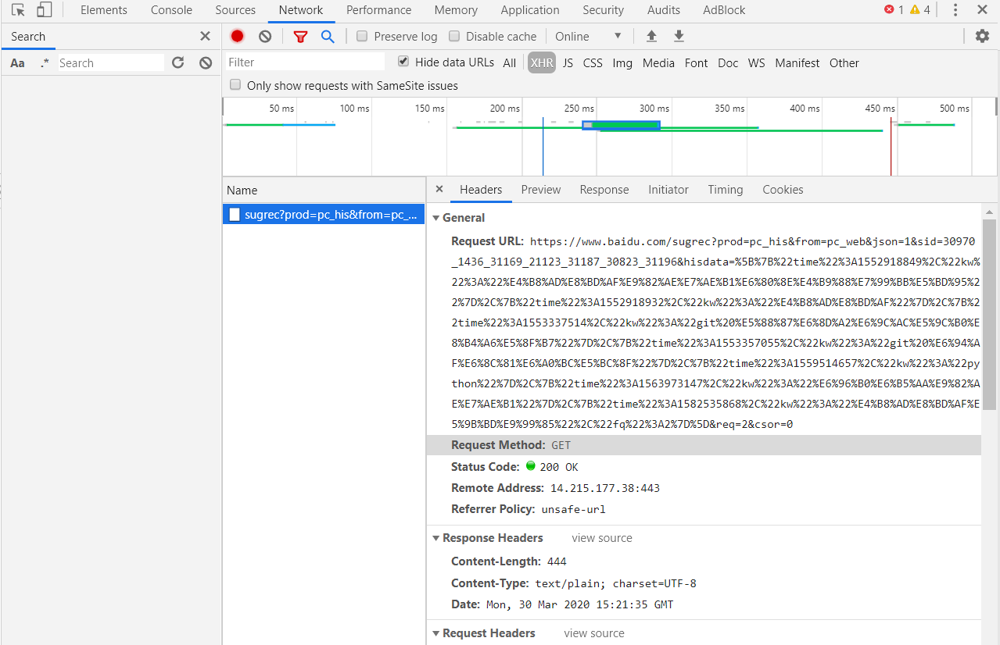 Elements Console Sources Network Performance Memory Application Security Audits AdBlock 1 4
Search
Preserve log Disable cache Online
Aa .* Search
Filter Hide data URLs All XHR JS CSS Img Media Font Doc WS Manifest Other
Only show requests with SameSite issues
50 ms 100 ms 150 ms 200 ms 250 ms 300 ms 350 ms 400 ms 450 ms 500 ms
Name
Headers Preview Response Initiator Timing Cookies
sugrec?prod=pc_his&from=pc_...
General
Request URL: https://www.baidu.com/sugrec?prod=pc_his&from=pc_web&json=1&sid=30970
_1436_31169_21123_31187_30823_31196&hisdata=%5B%7B%22time%22%3A1552918849%2C%22kw%
22%3A%22%E4%B8%AD%E8%BD%AF%E9%82%AE%E7%AE%B1%E6%80%8E%E4%B9%88%E7%99%BB%E5%BD%95%2
2%7D%2C%7B%22time%22%3A1552918932%2C%22kw%22%3A%22%E4%B8%AD%E8%BD%AF%22%7D%2C%7B%2
2time%22%3A1553337514%2C%22kw%22%3A%22git%20%E5%88%87%E6%8D%A2%E6%9C%AC%E5%9C%B0%E
8%B4%A6%E5%8F%B7%22%7D%2C%7B%22time%22%3A1553357055%2C%22kw%22%3A%22git%20%E6%94%A
F%E6%8C%81%E6%A0%BC%E5%BC%8F%22%7D%2C%7B%22time%22%3A1559514657%2C%22kw%22%3A%22py
thon%22%7D%2C%7B%22time%22%3A1563973147%2C%22kw%22%3A%22%E6%96%B0%E6%B5%AA%E9%82%A
E%E7%AE%B1%22%7D%2C%7B%22time%22%3A1582535868%2C%22kw%22%3A%22%E4%B8%AD%E8%BD%AF%E
5%9B%BD%E9%99%85%22%2C%22fq%22%3A2%7D%5D&req=2&csor=0
Request Method: GET
Status Code: 200 OK
Remote Address: 14.215.177.38:443
Referrer Policy: unsafe-url
Response Headers view source
Content-Length: 444
Content-Type: text/plain; charset=UTF-8
Date: Mon, 30 Mar 2020 15:21:35 GMT
Request Headers view source